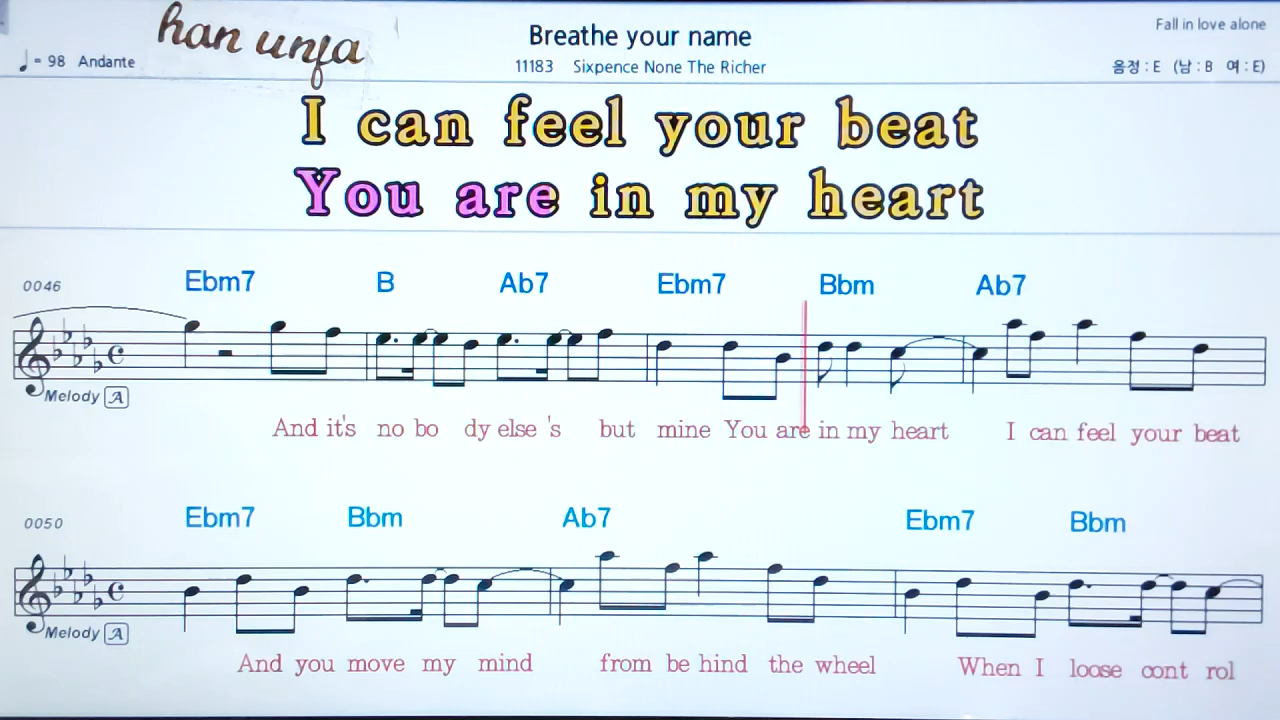 han unfa
Breathe your name
Fall in love alone
♩= 98 Andante
11183 Sixpence None The Richer
음정 : E (남 : B 여 : E)
I can feel your beat
You are in my heart
0046
Ebm7 B Ab7 Ebm7 Bbm Ab7
Melody A
And it's no bo dy else 's but mine You are in my heart I can feel your beat
0050
Ebm7 Bbm Ab7 Ebm7 Bbm
Melody A
And you move my mind from be hind the wheel When I loose cont rol